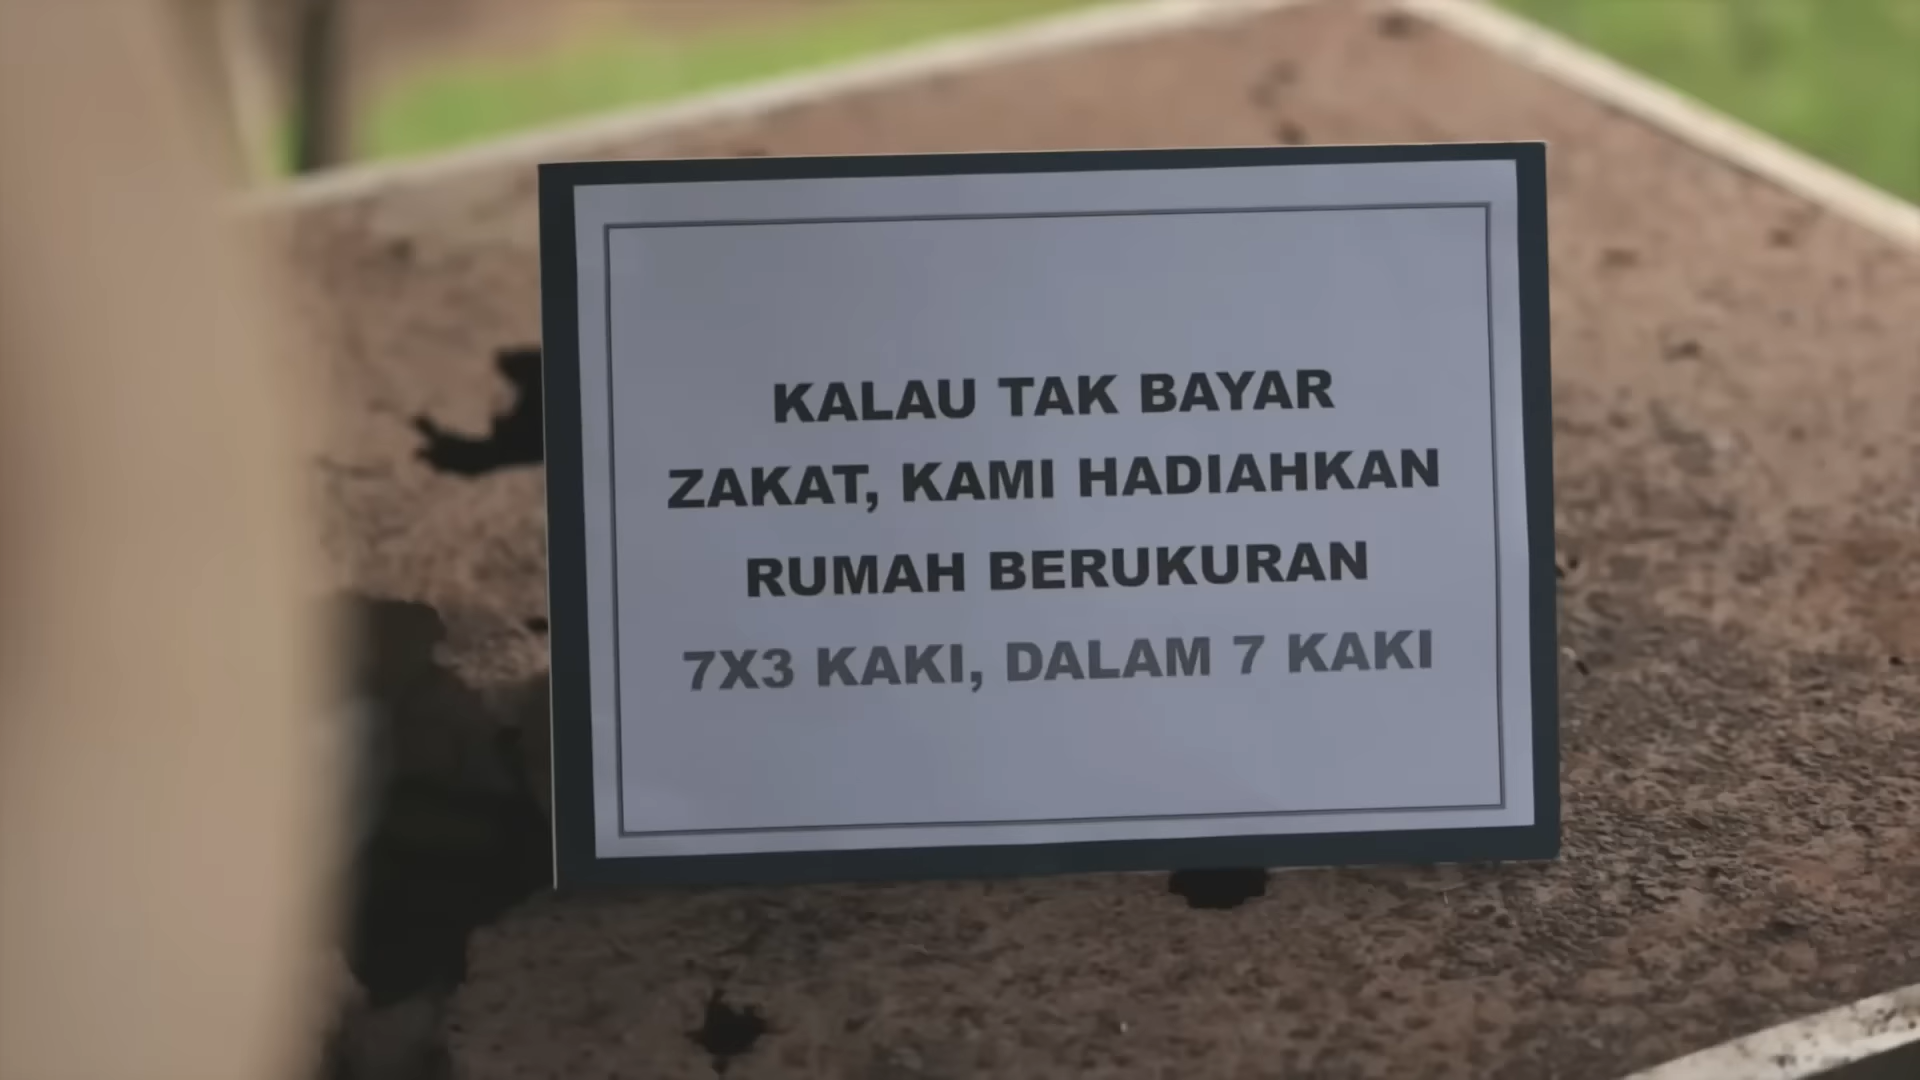 KALAU TAK BAYAR
ZAKAT, KAMI HADIAHKAN
RUMAH BERUKURAN
7X3 KAKI, DALAM 7 KAKI